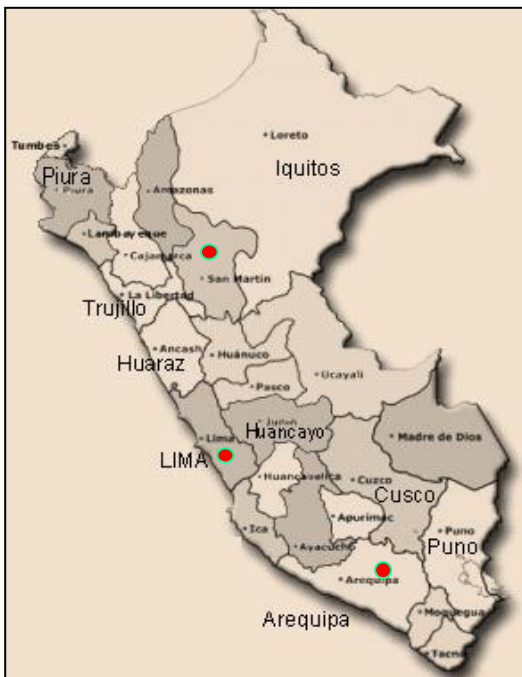 Loreto
Tumbes
Iquitos
Piura
Piura
Amazonas
Lambayeque
Cajamarca
San Martin
La Libertad
Trujillo
Ancash
Huánuco
Huaraz
Ucayali
Pasco
Junin
Huancayo
Lima
Madre de Dios
LIMA
Huancavelica
Cuzco
Cusco
Apurimac
Ica
Puno
Ayacucho
Puno
Arequipa
Moquegua
Arequipa
Tacna